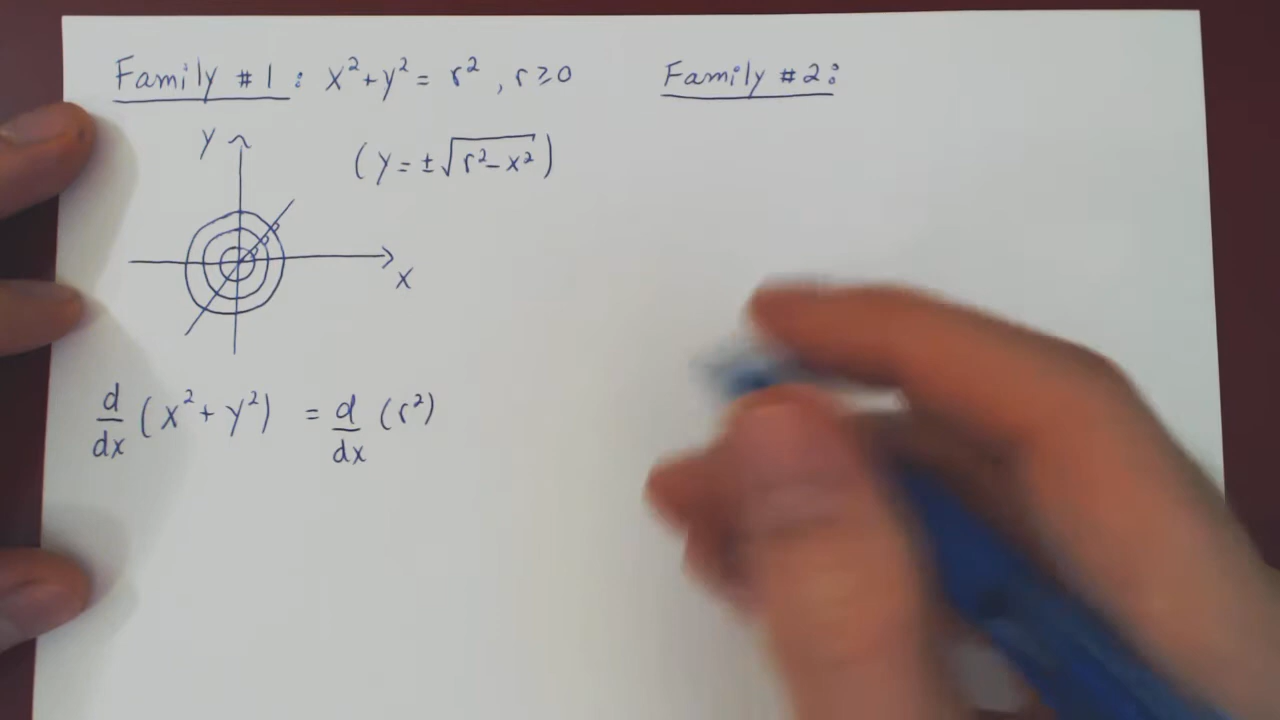 Family #1: x²+y² = r², r≥0
Family #2:
y
(y=±√(r²-x²))
x
d/dx (x²+y²) = d/dx (r²)